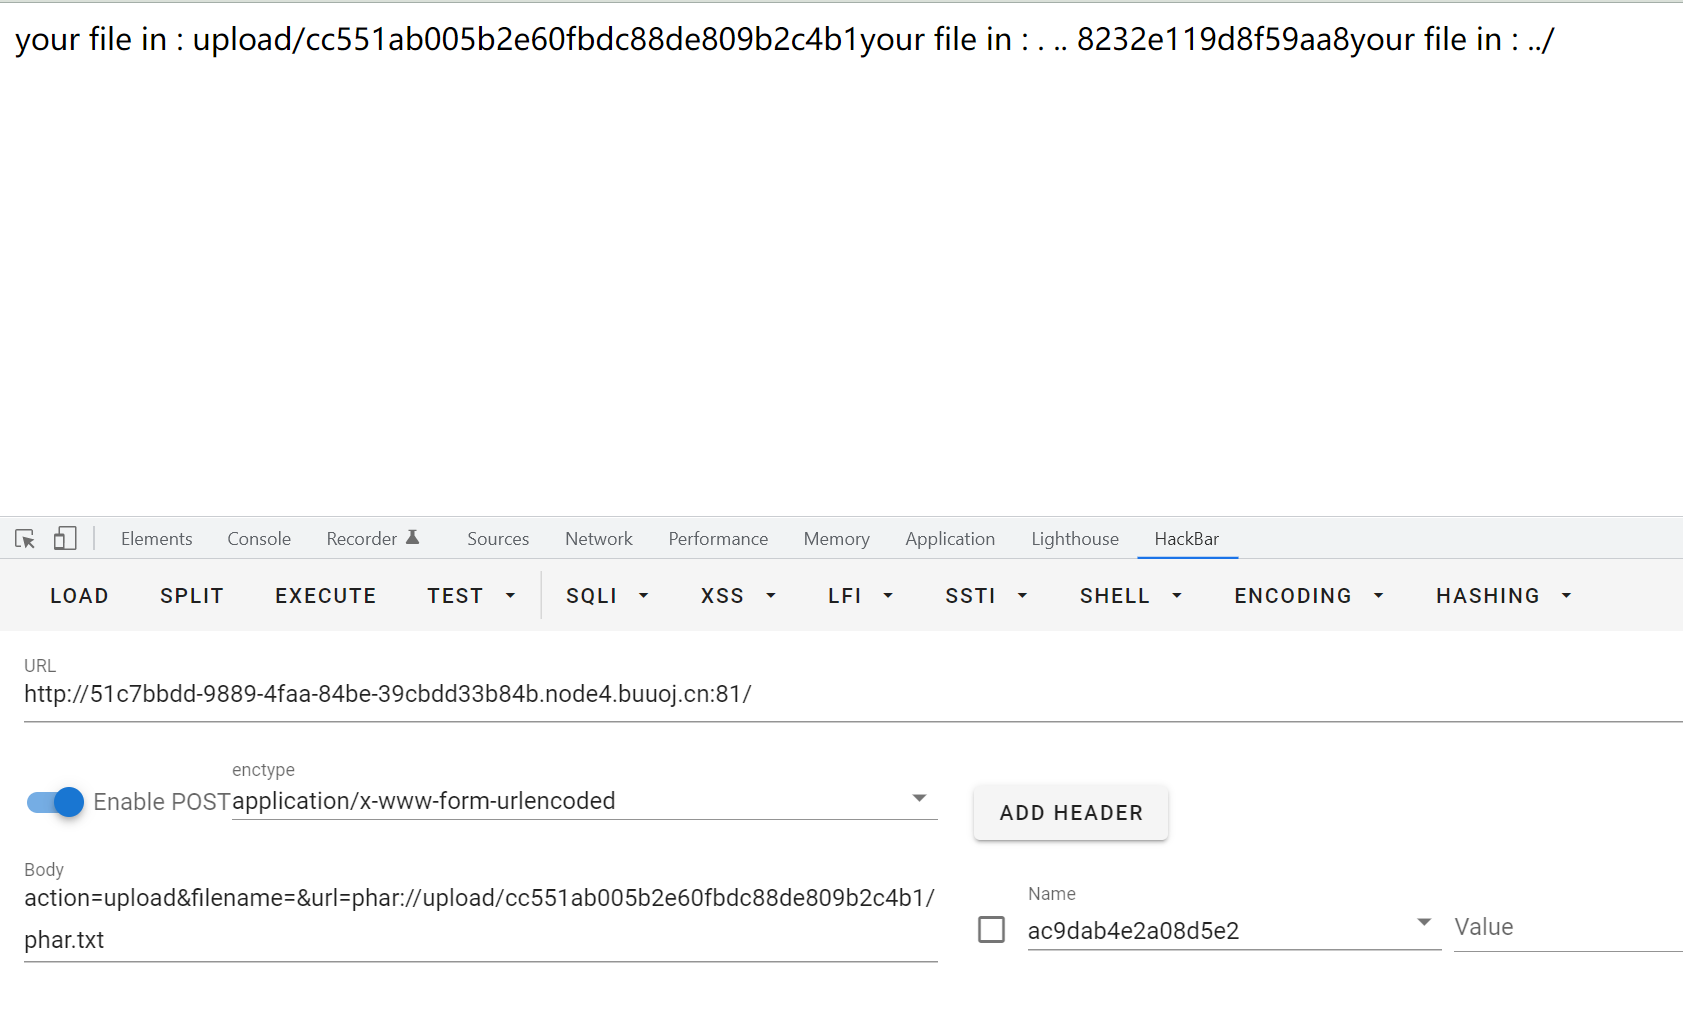 your file in : upload/cc551ab005b2e60fbdc88de809b2c4b1your file in : . .. 8232e119d8f59aa8your file in : ../
Elements Console Recorder Sources Network Performance Memory Application Lighthouse HackBar
LOAD SPLIT EXECUTE TEST SQLI XSS LFI SSTI SHELL ENCODING HASHING
URL
http://51c7bbdd-9889-4faa-84be-39cbdd33b84b.node4.buuoj.cn:81/
enctype
Enable POST application/x-www-form-urlencoded
ADD HEADER
Body
action=upload&filename=&url=phar://upload/cc551ab005b2e60fbdc88de809b2c4b1/
phar.txt
Name
ac9dab4e2a08d5e2
Value